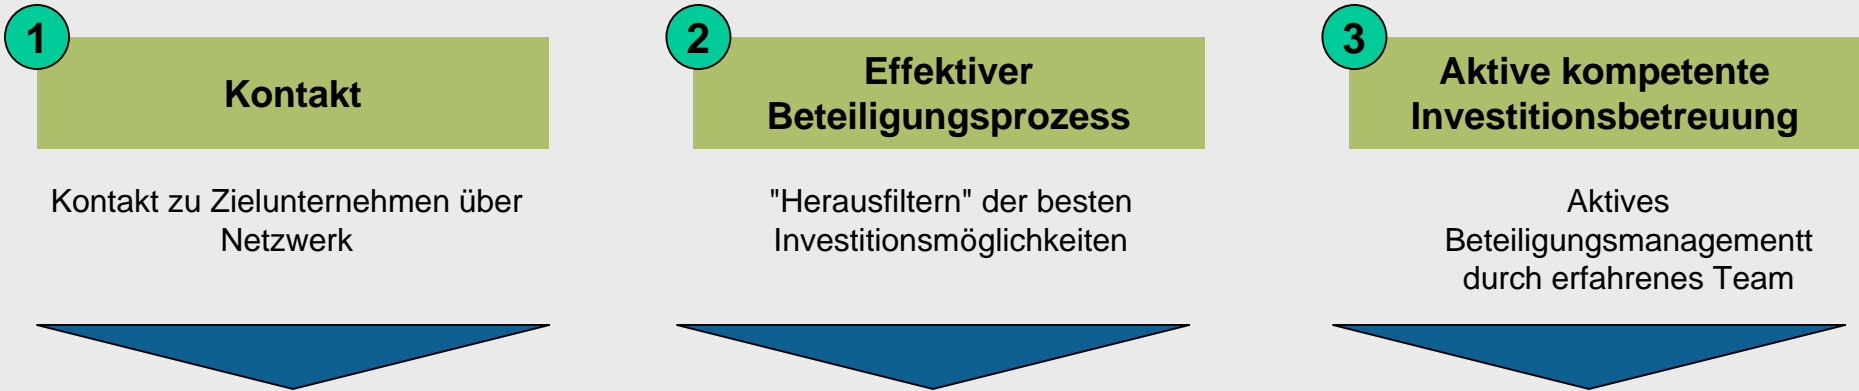 1
Kontakt
Kontakt zu Zielunternehmen über
Netzwerk
2
Effektiver
Beteiligungsprozess
"Herausfiltern" der besten
Investitionsmöglichkeiten
3
Aktive kompetente
Investitionsbetreuung
Aktives
Beteiligungsmanagementt
durch erfahrenes Team